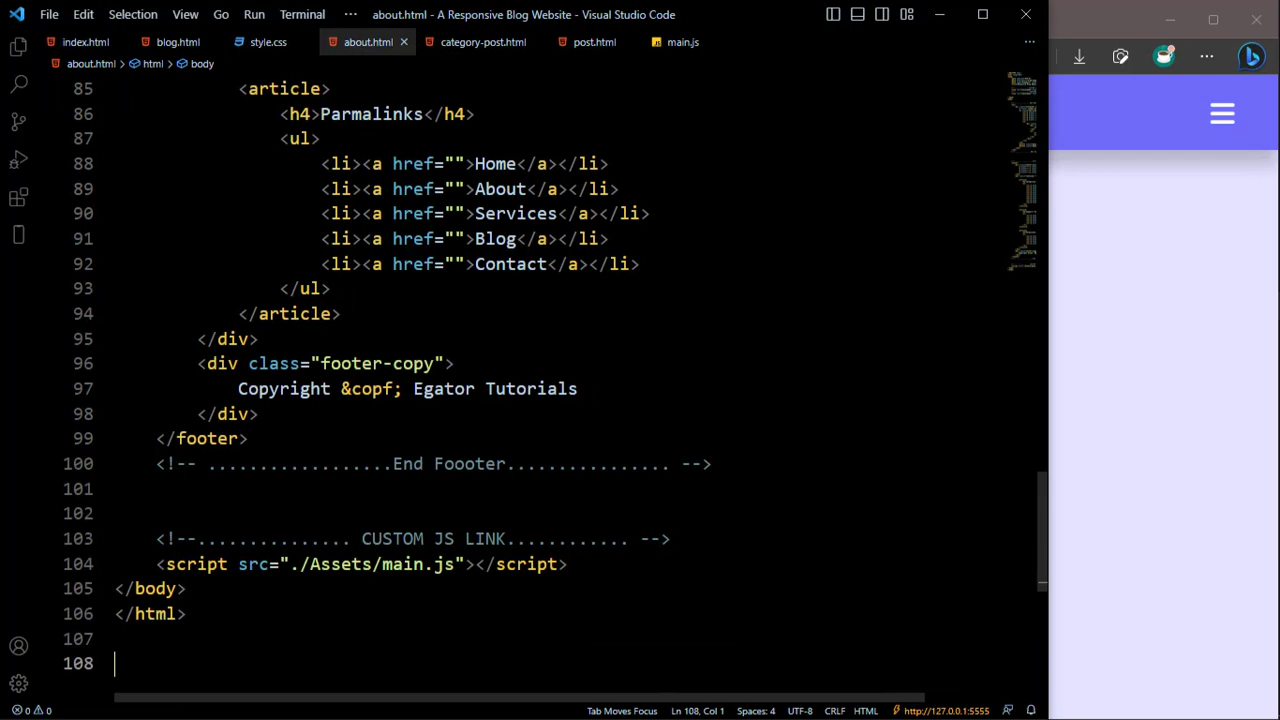 File Edit Selection View Go Run Terminal ··· about.html - A Responsive Blog Website - Visual Studio Code
index.html blog.html style.css about.html category-post.html post.html main.js
about.html > html > body
85 <article>
86 <h4>Parmalinks</h4>
87 <ul>
88 <li><a href="">Home</a></li>
89 <li><a href="">About</a></li>
90 <li><a href="">Services</a></li>
91 <li><a href="">Blog</a></li>
92 <li><a href="">Contact</a></li>
93 </ul>
94 </article>
95 </div>
96 <div class="footer-copy">
97 Copyright &copf; Egator Tutorials
98 </div>
99 </footer>
100 <!-- ..................End Foooter................ -->
101
102
103 <!--............... CUSTOM JS LINK............ -->
104 <script src="./Assets/main.js"></script>
105 </body>
106 </html>
107
108
0 0 Tab Moves Focus Ln 108, Col 1 Spaces: 4 UTF-8 CRLF HTML http://127.0.0.1:5555